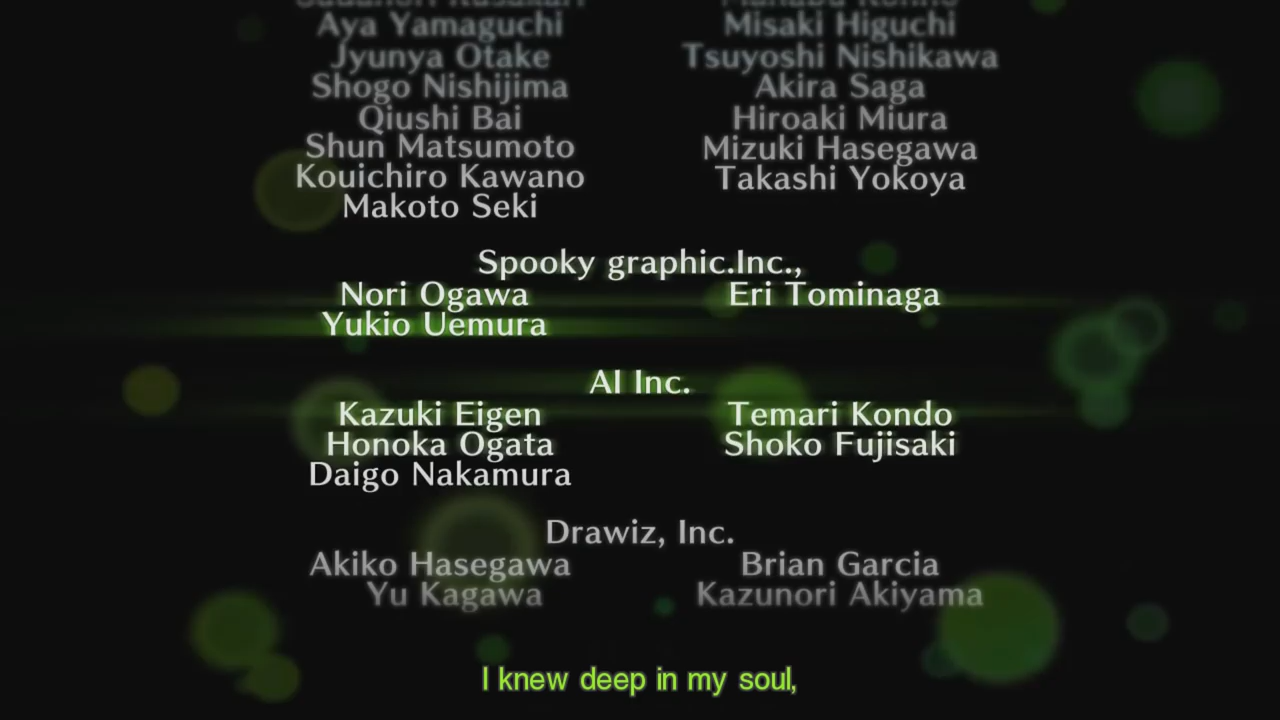 Aya Yamaguchi Misaki Higuchi
Jyunya Otake Tsuyoshi Nishikawa
Shogo Nishijima Akira Saga
Qiushi Bai Hiroaki Miura
Shun Matsumoto Mizuki Hasegawa
Kouichiro Kawano Takashi Yokoya
Makoto Seki
Spooky graphic.Inc.,
Nori Ogawa Eri Tominaga
Yukio Uemura
AI Inc.
Kazuki Eigen Temari Kondo
Honoka Ogata Shoko Fujisaki
Daigo Nakamura
Drawiz, Inc.
Akiko Hasegawa Brian Garcia
Yu Kagawa Kazunori Akiyama
I knew deep in my soul,